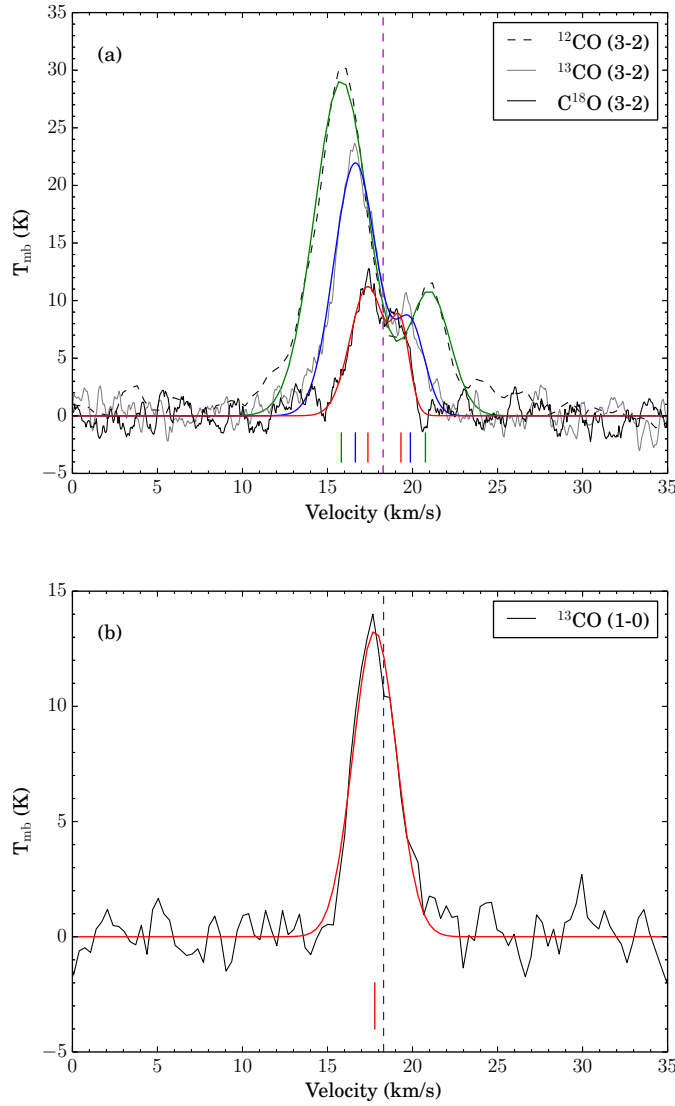 35
30
25
20
15
10
5
0
−5
T_mb (K)
(a)
¹²CO (3-2)
¹³CO (3-2)
C¹⁸O (3-2)
0 5 10 15 20 25 30 35
Velocity (km/s)
15
10
5
0
−5
T_mb (K)
(b)
¹³CO (1-0)
0 5 10 15 20 25 30 35
Velocity (km/s)